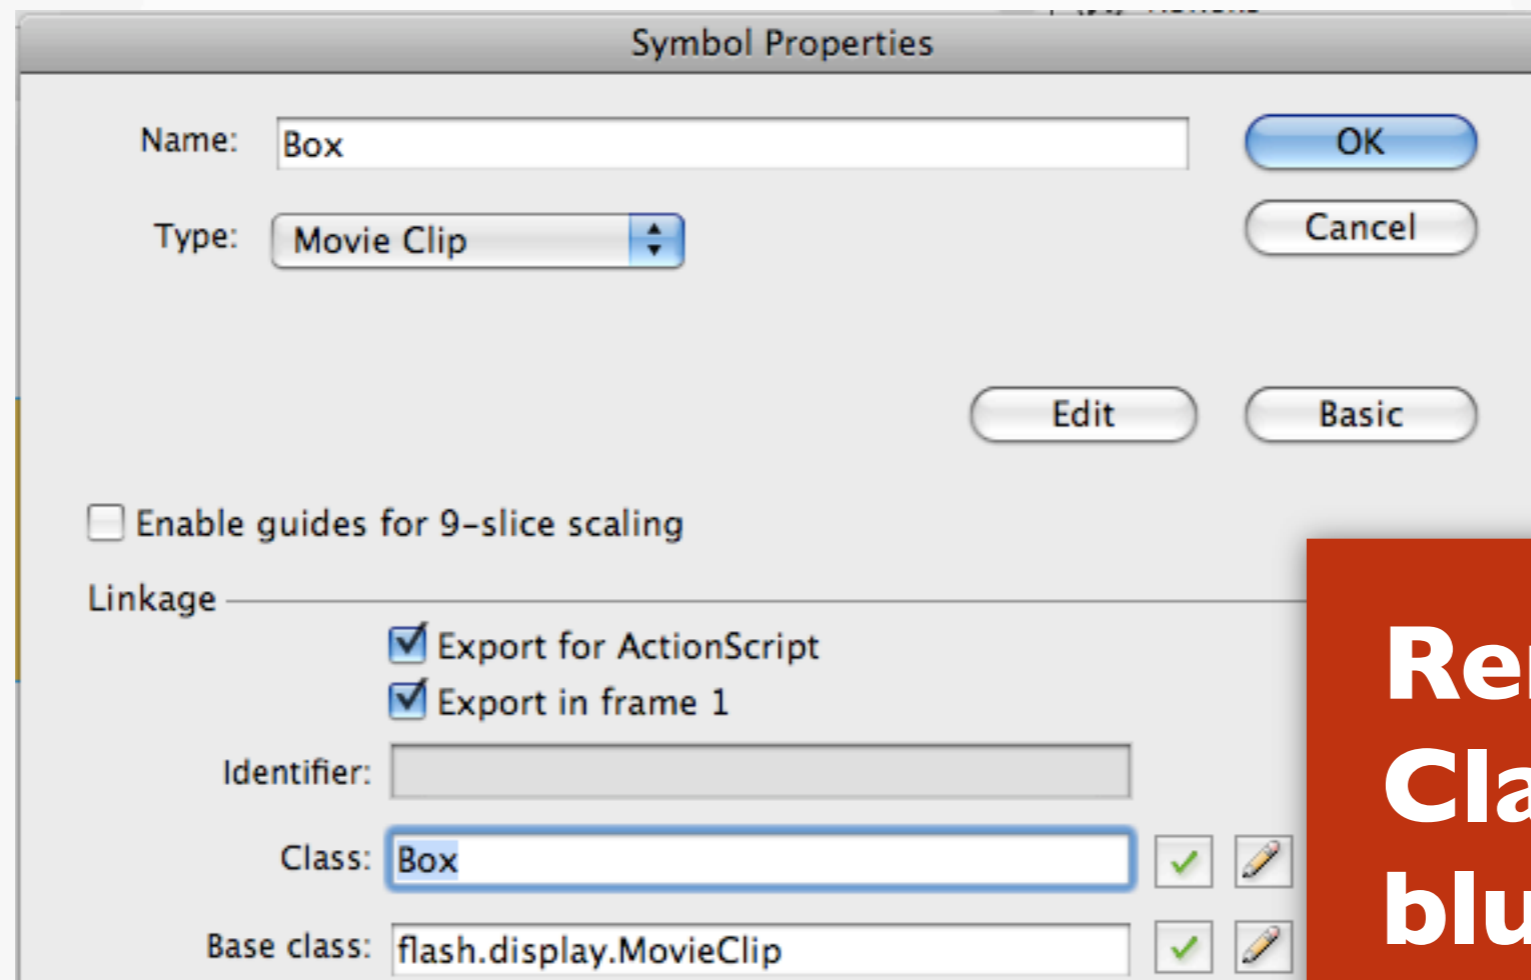 Symbol Properties
Name: Box
OK
Type: Movie Clip
Cancel
Edit
Basic
Enable guides for 9-slice scaling
Linkage
Export for ActionScript
Export in frame 1
Identifier:
Class: Box
Base class: flash.display.MovieClip